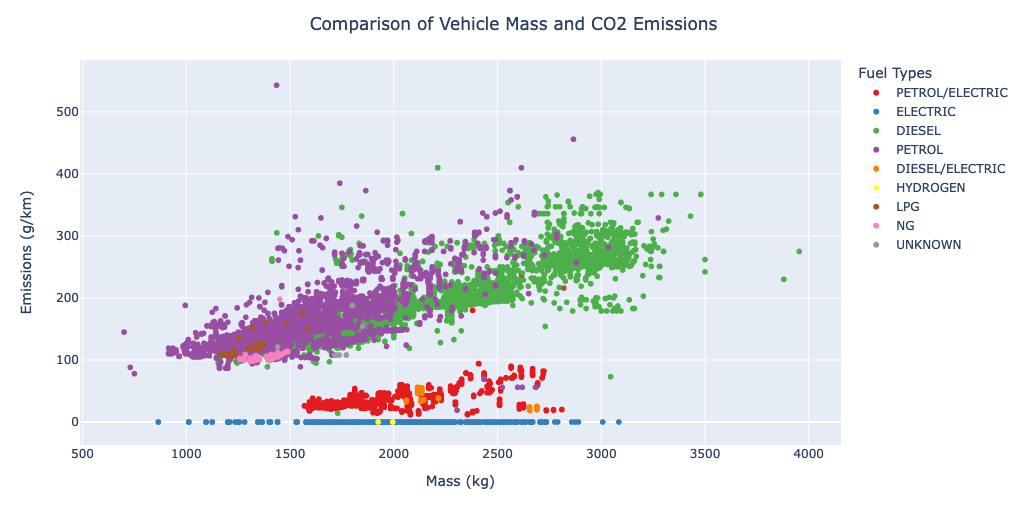 Comparison of Vehicle Mass and CO2 Emissions
Emissions (g/km)
500
400
300
200
100
0
500
1000
1500
2000
2500
3000
3500
4000
Mass (kg)
Fuel Types
PETROL/ELECTRIC
ELECTRIC
DIESEL
PETROL
DIESEL/ELECTRIC
HYDROGEN
LPG
NG
UNKNOWN